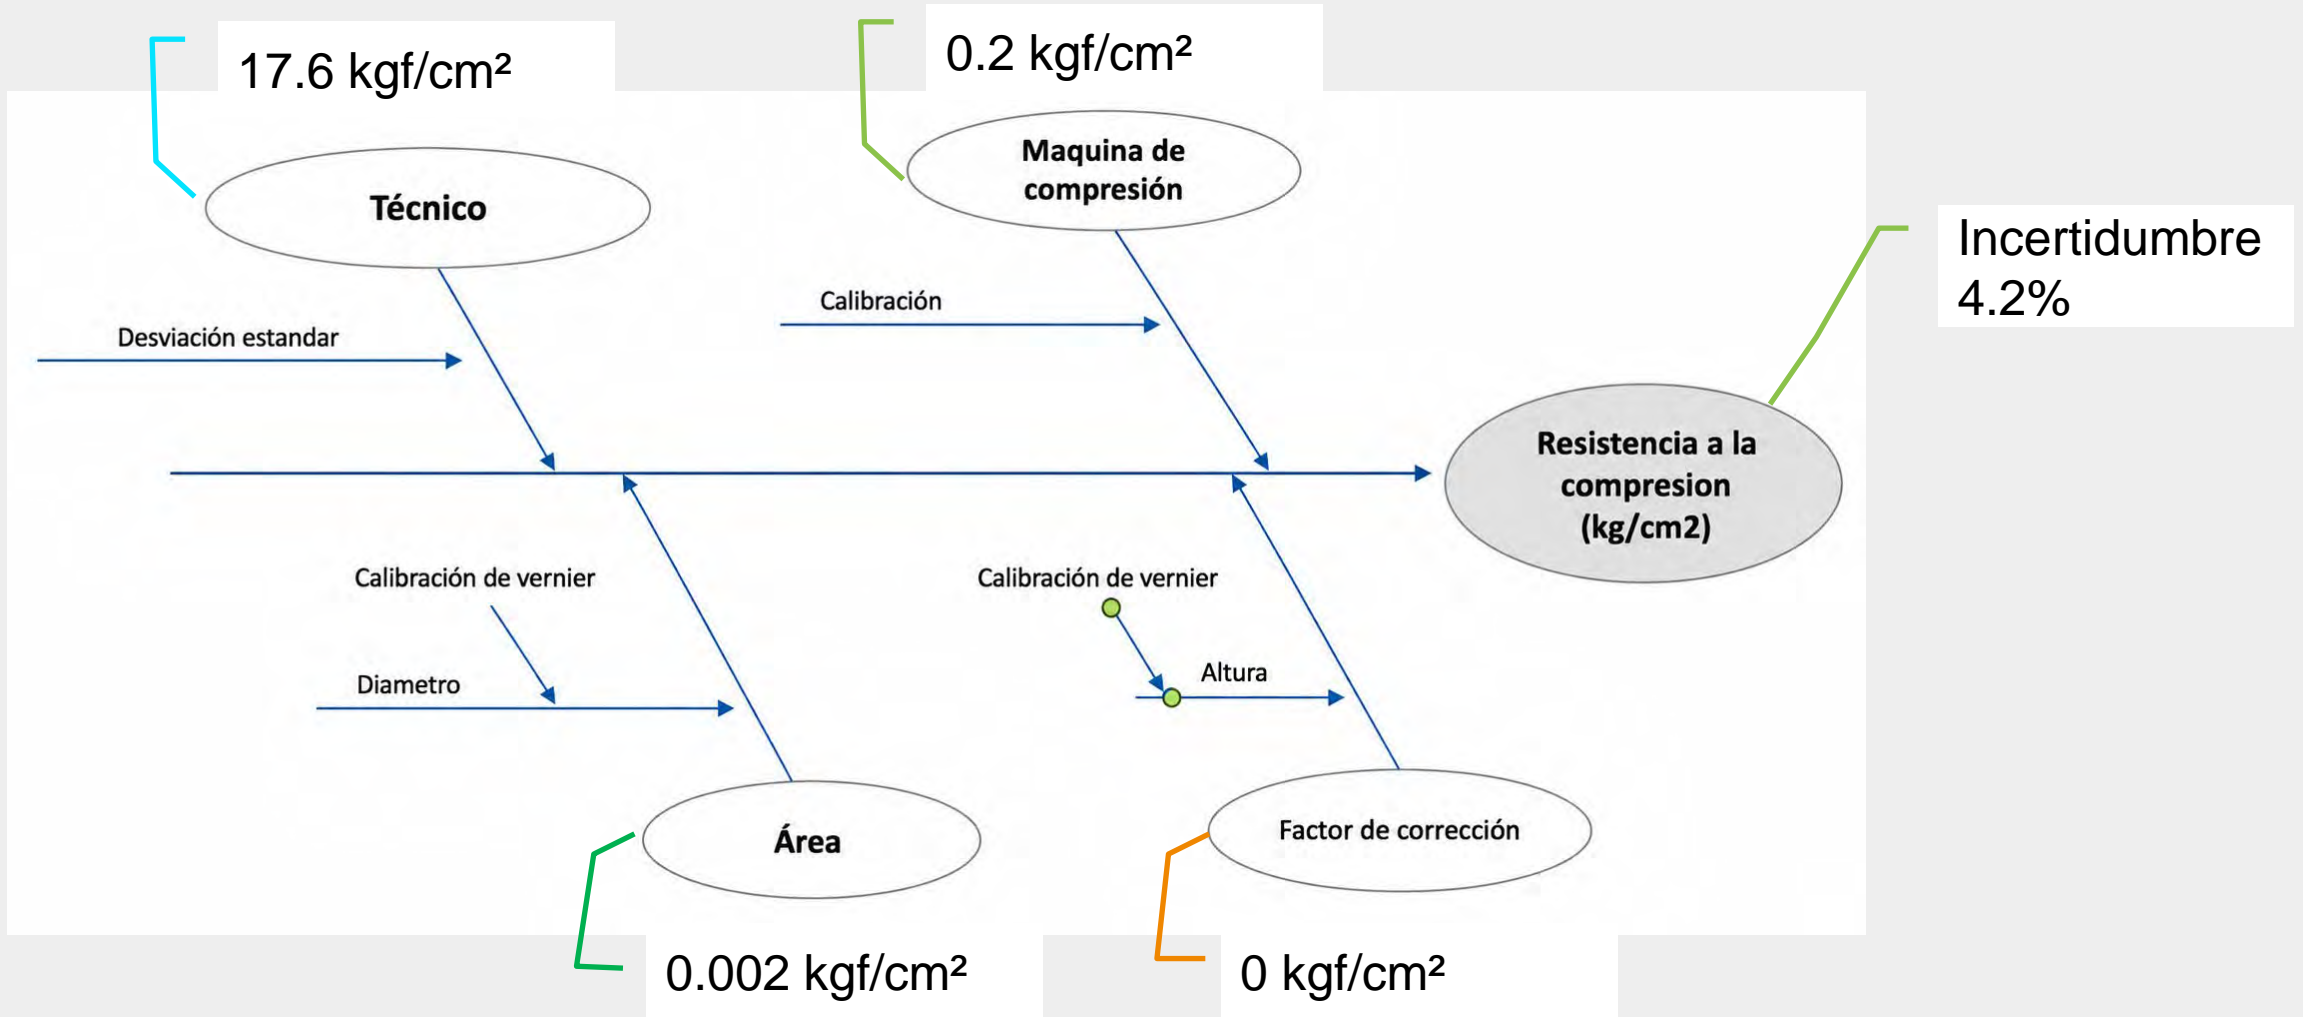 17.6 kgf/cm²
0.2 kgf/cm²
Técnico
Maquina de
compresión
Incertidumbre
4.2%
Desviación estandar
Calibración
Resistencia a la
compresion
(kg/cm2)
Calibración de vernier
Diametro
Calibración de vernier
Altura
Área
Factor de corrección
0.002 kgf/cm²
0 kgf/cm²